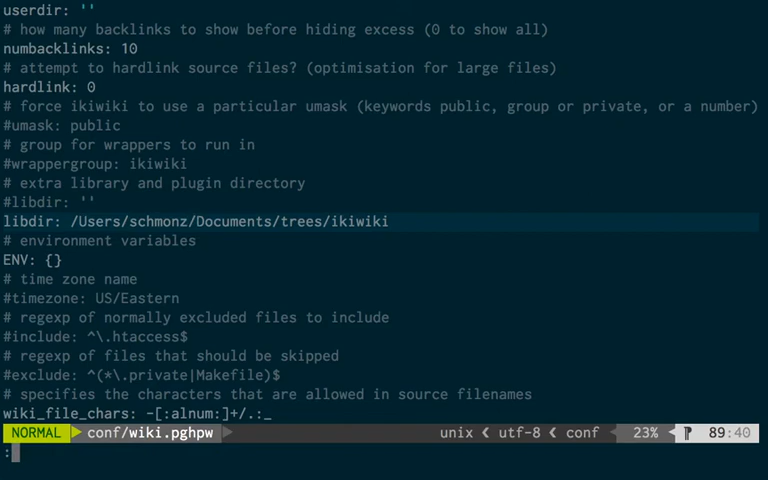 userdir: ''
# how many backlinks to show before hiding excess (0 to show all)
numbacklinks: 10
# attempt to hardlink source files? (optimisation for large files)
hardlink: 0
# force ikiwiki to use a particular umask (keywords public, group or private, or a number)
#umask: public
# group for wrappers to run in
#wrappergroup: ikiwiki
# extra library and plugin directory
#libdir: ''
libdir: /Users/schmonz/Documents/trees/ikiwiki
# environment variables
ENV: {}
# time zone name
#timezone: US/Eastern
# regexp of normally excluded files to include
#include: ^\.htaccess$
# regexp of files that should be skipped
#exclude: ^(*\.private|Makefile)$
# specifies the characters that are allowed in source filenames
wiki_file_chars: -[:alnum:]+/.:_
NORMAL conf/wiki.pghpw unix utf-8 conf 23% 89:40
: